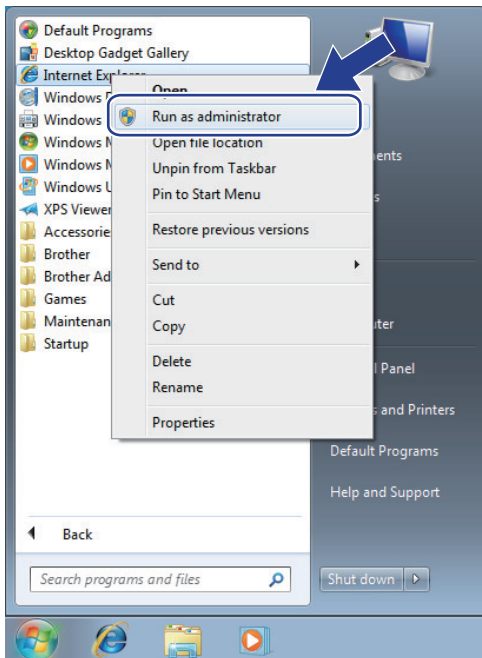 Default Programs
Desktop Gadget Gallery
Internet Explorer
Windows
Windows
Windows
Windows
Windows
XPS Viewer
Accessorie
Brother
Brother Ad
Games
Maintenan
Startup
Back
Search programs and files
Open
Run as administrator
Open file location
Unpin from Taskbar
Pin to Start Menu
Restore previous versions
Send to
Cut
Copy
Delete
Rename
Properties
ents
s
uter
l Panel
s and Printers
Default Programs
Help and Support
Shut down